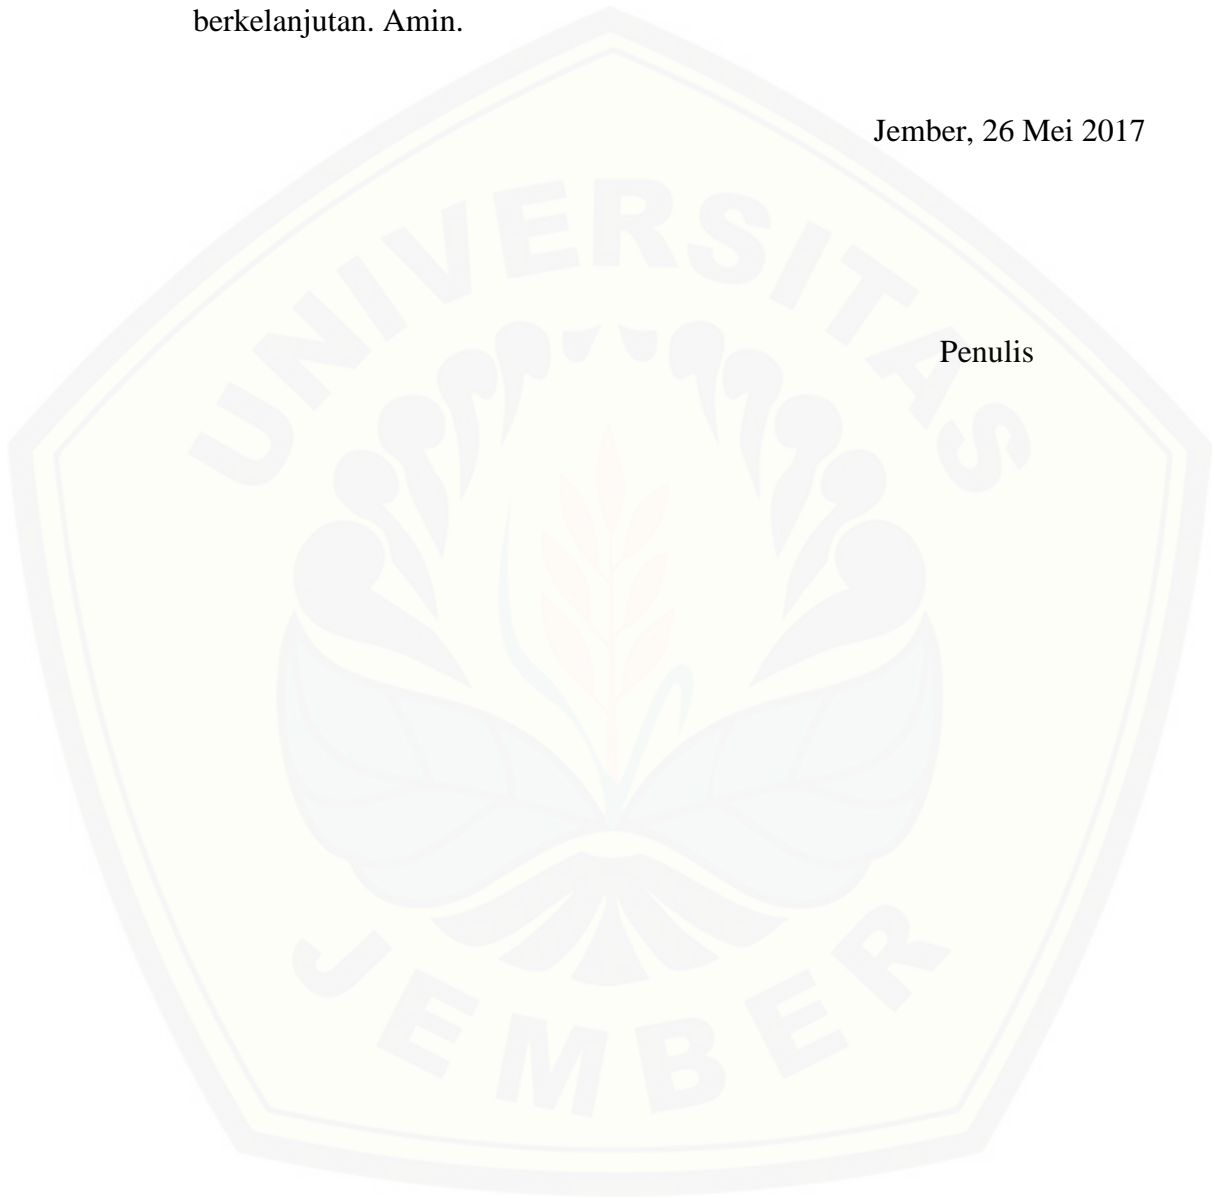 berkelanjutan. Amin.
Jember, 26 Mei 2017
UNIVERSITAS
Penulis
JEMBER